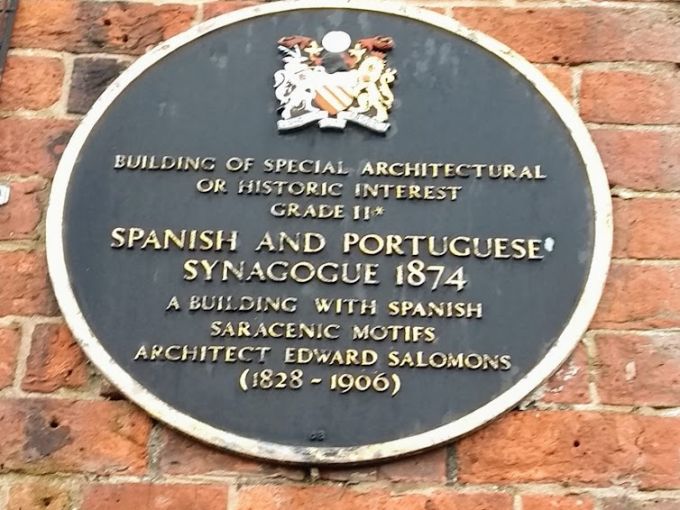 BUILDING OF SPECIAL ARCHITECTURAL
OR HISTORIC INTEREST
GRADE II*
SPANISH AND PORTUGUESE
SYNAGOGUE 1874
A BUILDING WITH SPANISH
SARACENIC MOTIFS
ARCHITECT EDWARD SALOMONS
(1828 - 1906)